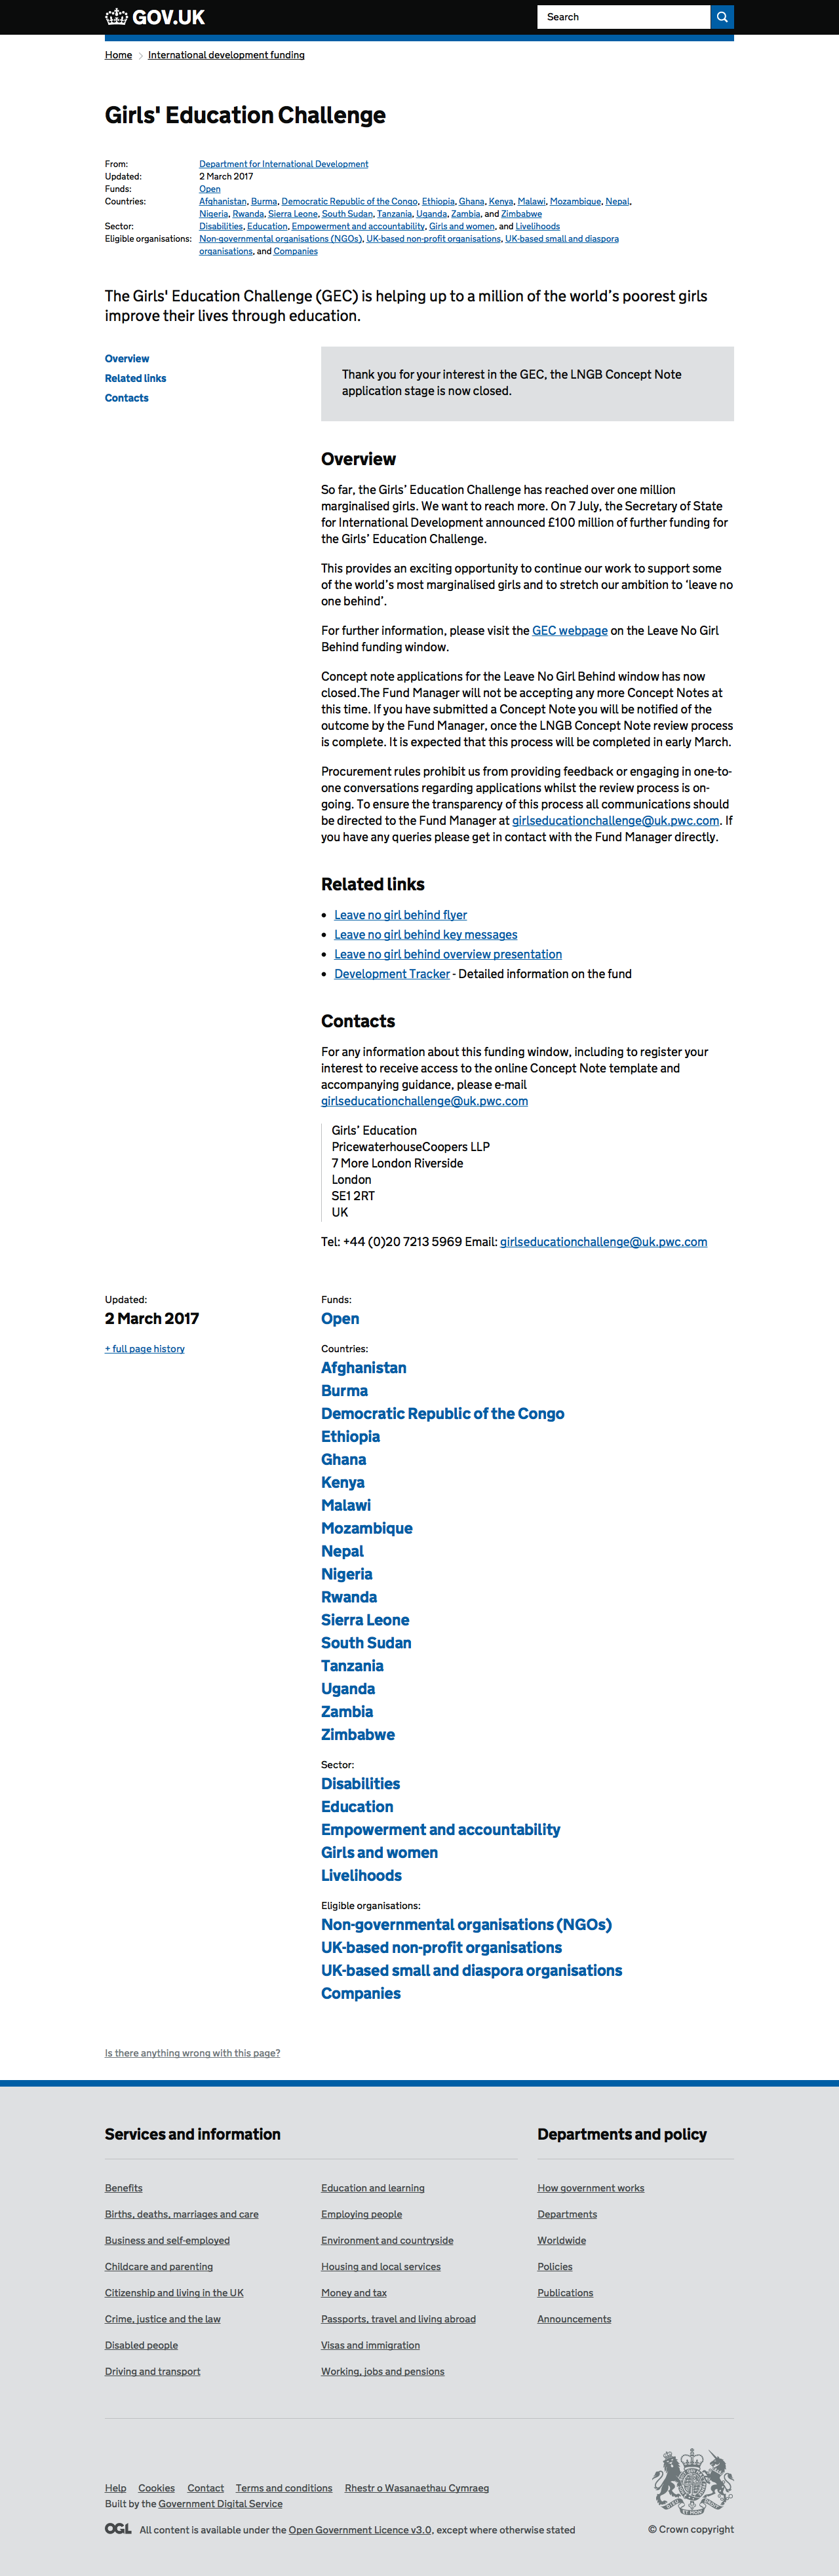 GOV.UK
Search
Home
International development funding
Girls' Education Challenge
From: Department for International Development
Updated: 2 March 2017
Funds: Open
Countries: Afghanistan, Burma, Democratic Republic of the Congo, Ethiopia, Ghana, Kenya, Malawi, Mozambique, Nepal,
Nigeria, Rwanda, Sierra Leone, South Sudan, Tanzania, Uganda, Zambia, and Zimbabwe
Sector: Disabilities, Education, Empowerment and accountability, Girls and women, and Livelihoods
Eligible organisations: Non-governmental organisations (NGOs), UK-based non-profit organisations, UK-based small and diaspora
organisations, and Companies
The Girls' Education Challenge (GEC) is helping up to a million of the world’s poorest girls
improve their lives through education.
Overview
Related links
Contacts
Thank you for your interest in the GEC, the LNGB Concept Note
application stage is now closed.
Overview
So far, the Girls’ Education Challenge has reached over one million
marginalised girls. We want to reach more. On 7 July, the Secretary of State
for International Development announced £100 million of further funding for
the Girls’ Education Challenge.
This provides an exciting opportunity to continue our work to support some
of the world’s most marginalised girls and to stretch our ambition to ‘leave no
one behind’.
For further information, please visit the GEC webpage on the Leave No Girl
Behind funding window.
Concept note applications for the Leave No Girl Behind window has now
closed.The Fund Manager will not be accepting any more Concept Notes at
this time. If you have submitted a Concept Note you will be notified of the
outcome by the Fund Manager, once the LNGB Concept Note review process
is complete. It is expected that this process will be completed in early March.
Procurement rules prohibit us from providing feedback or engaging in one-to-
one conversations regarding applications whilst the review process is on-
going. To ensure the transparency of this process all communications should
be directed to the Fund Manager at girlseducationchallenge@uk.pwc.com. If
you have any queries please get in contact with the Fund Manager directly.
Related links
• Leave no girl behind flyer
• Leave no girl behind key messages
• Leave no girl behind overview presentation
• Development Tracker - Detailed information on the fund
Contacts
For any information about this funding window, including to register your
interest to receive access to the online Concept Note template and
accompanying guidance, please e-mail
girlseducationchallenge@uk.pwc.com
Girls’ Education
PricewaterhouseCoopers LLP
7 More London Riverside
London
SE1 2RT
UK
Tel: +44 (0)20 7213 5969 Email: girlseducationchallenge@uk.pwc.com
Updated:
2 March 2017
+ full page history
Funds:
Open
Countries:
Afghanistan
Burma
Democratic Republic of the Congo
Ethiopia
Ghana
Kenya
Malawi
Mozambique
Nepal
Nigeria
Rwanda
Sierra Leone
South Sudan
Tanzania
Uganda
Zambia
Zimbabwe
Sector:
Disabilities
Education
Empowerment and accountability
Girls and women
Livelihoods
Eligible organisations:
Non-governmental organisations (NGOs)
UK-based non-profit organisations
UK-based small and diaspora organisations
Companies
Is there anything wrong with this page?
Services and information
Benefits
Births, deaths, marriages and care
Business and self-employed
Childcare and parenting
Citizenship and living in the UK
Crime, justice and the law
Disabled people
Driving and transport
Education and learning
Employing people
Environment and countryside
Housing and local services
Money and tax
Passports, travel and living abroad
Visas and immigration
Working, jobs and pensions
Departments and policy
How government works
Departments
Worldwide
Policies
Publications
Announcements
Help Cookies Contact Terms and conditions Rhestr o Wasanaethau Cymraeg
Built by the Government Digital Service
OGL All content is available under the Open Government Licence v3.0, except where otherwise stated
© Crown copyright